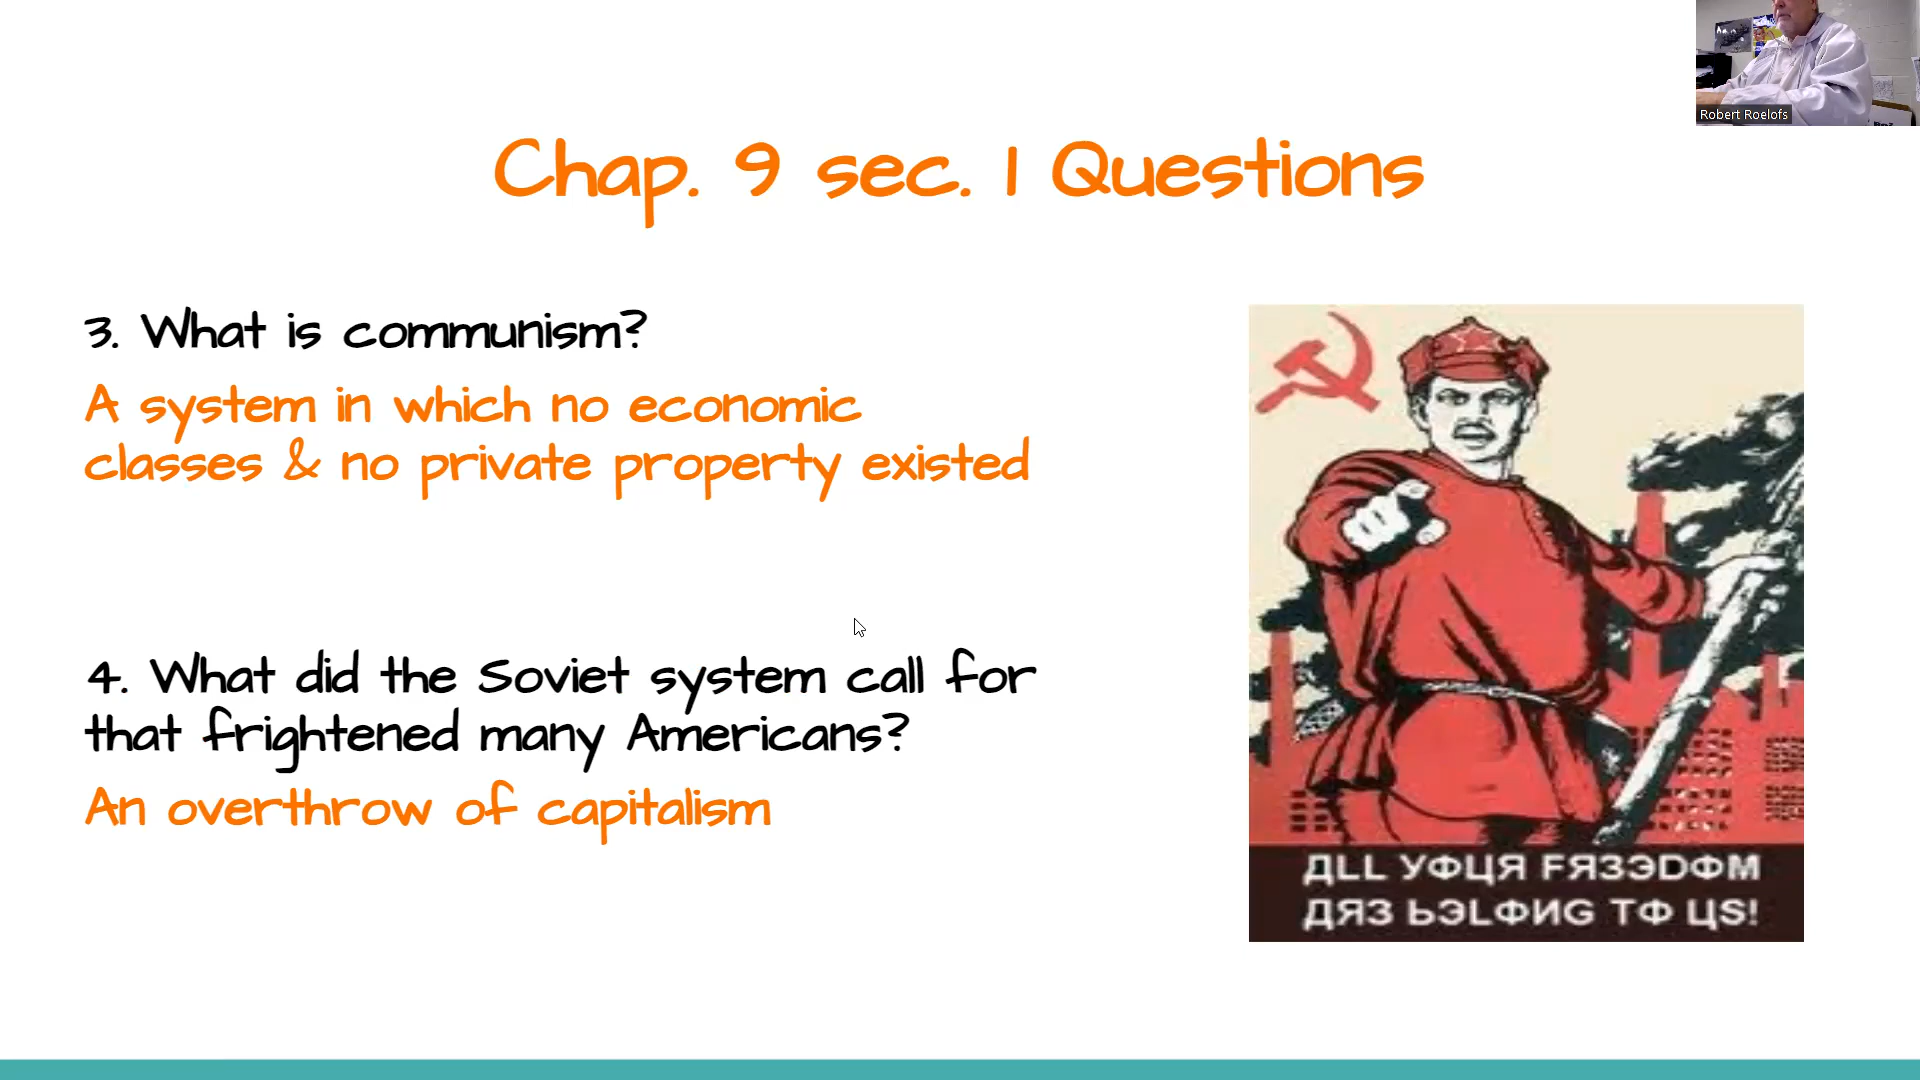 Robert Roelofs
Chap. 9 sec. 1 Questions
3. What is communism?
A system in which no economic
classes & no private property existed
4. What did the Soviet system call for
that frightened many Americans?
An overthrow of capitalism
ДLL УФЦЯ FЯЗЭDФМ
ДЯЗ ЬЭLФИG TФ ЦS!